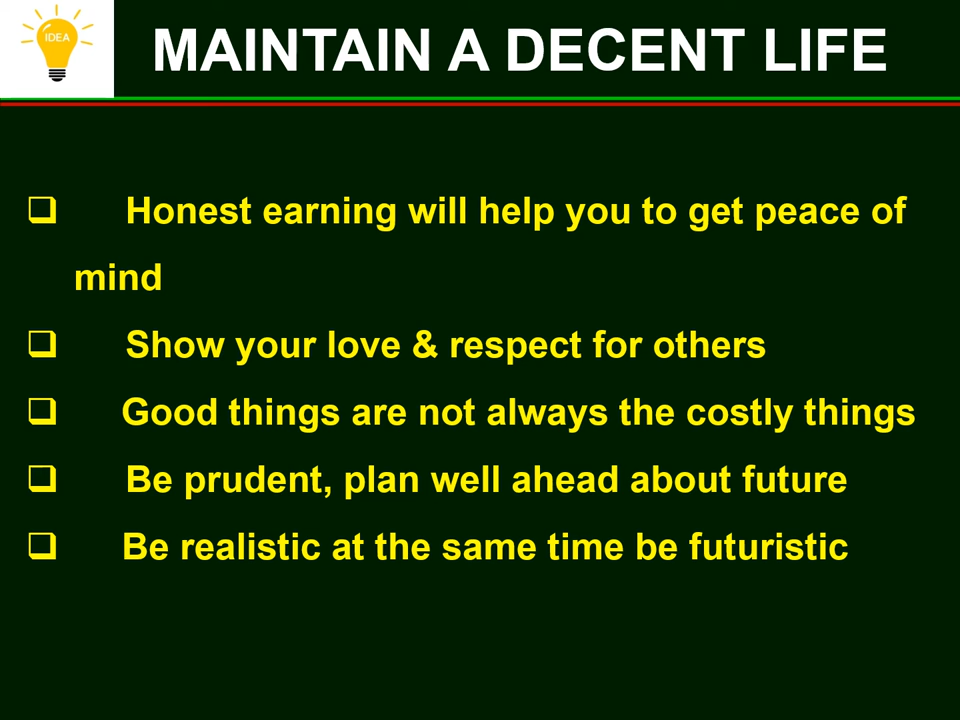 IDEA
MAINTAIN A DECENT LIFE
❑ Honest earning will help you to get peace of
mind
❑ Show your love & respect for others
❑ Good things are not always the costly things
❑ Be prudent, plan well ahead about future
❑ Be realistic at the same time be futuristic